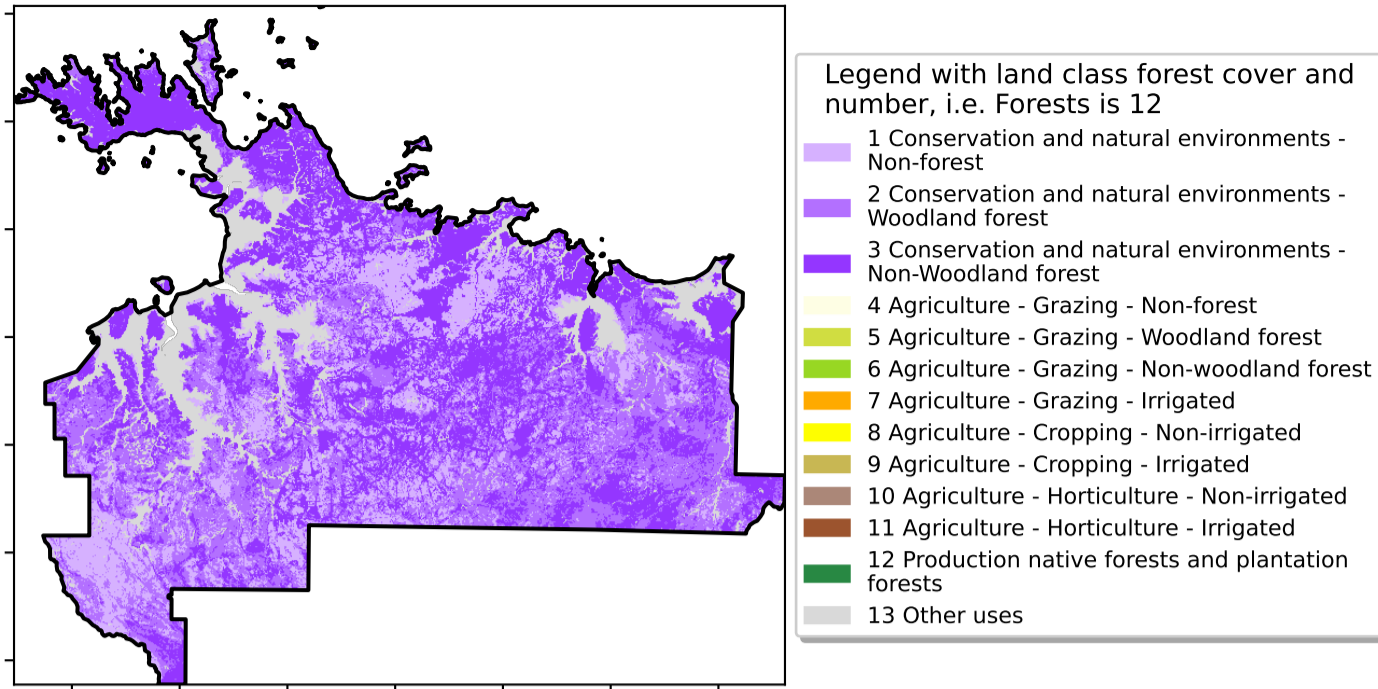 Legend with land class forest cover and
number, i.e. Forests is 12
1 Conservation and natural environments -
Non-forest
2 Conservation and natural environments -
Woodland forest
3 Conservation and natural environments -
Non-Woodland forest
4 Agriculture - Grazing - Non-forest
5 Agriculture - Grazing - Woodland forest
6 Agriculture - Grazing - Non-woodland forest
7 Agriculture - Grazing - Irrigated
8 Agriculture - Cropping - Non-irrigated
9 Agriculture - Cropping - Irrigated
10 Agriculture - Horticulture - Non-irrigated
11 Agriculture - Horticulture - Irrigated
12 Production native forests and plantation
forests
13 Other uses